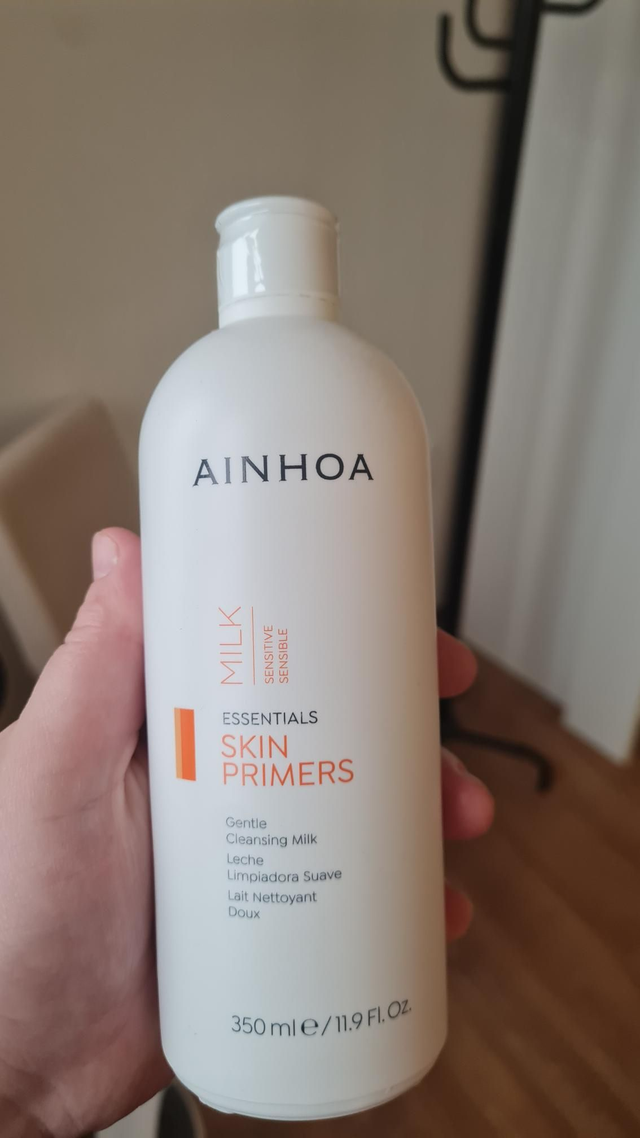 AINHOA
MILK
SENSITIVE
SENSIBLE
ESSENTIALS
SKIN
PRIMERS
Gentle
Cleansing Milk
Leche
Limpiadora Suave
Lait Nettoyant
Doux
350 ml ℮ / 11.9 Fl. Oz.